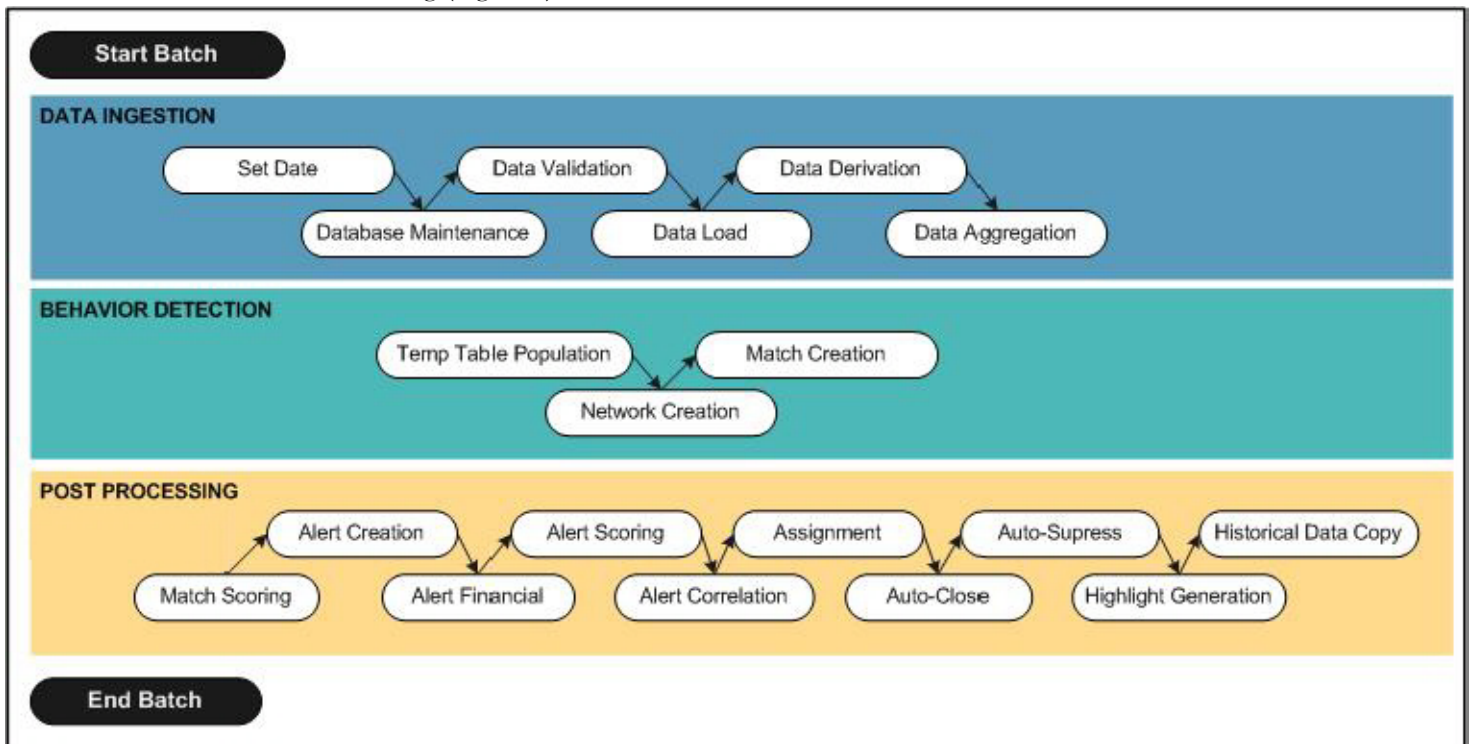 Start Batch
DATA INGESTION
Set Date
Data Validation
Data Derivation
Database Maintenance
Data Load
Data Aggregation
BEHAVIOR DETECTION
Temp Table Population
Match Creation
Network Creation
POST PROCESSING
Alert Creation
Alert Scoring
Assignment
Auto-Supress
Historical Data Copy
Match Scoring
Alert Financial
Alert Correlation
Auto-Close
Highlight Generation
End Batch